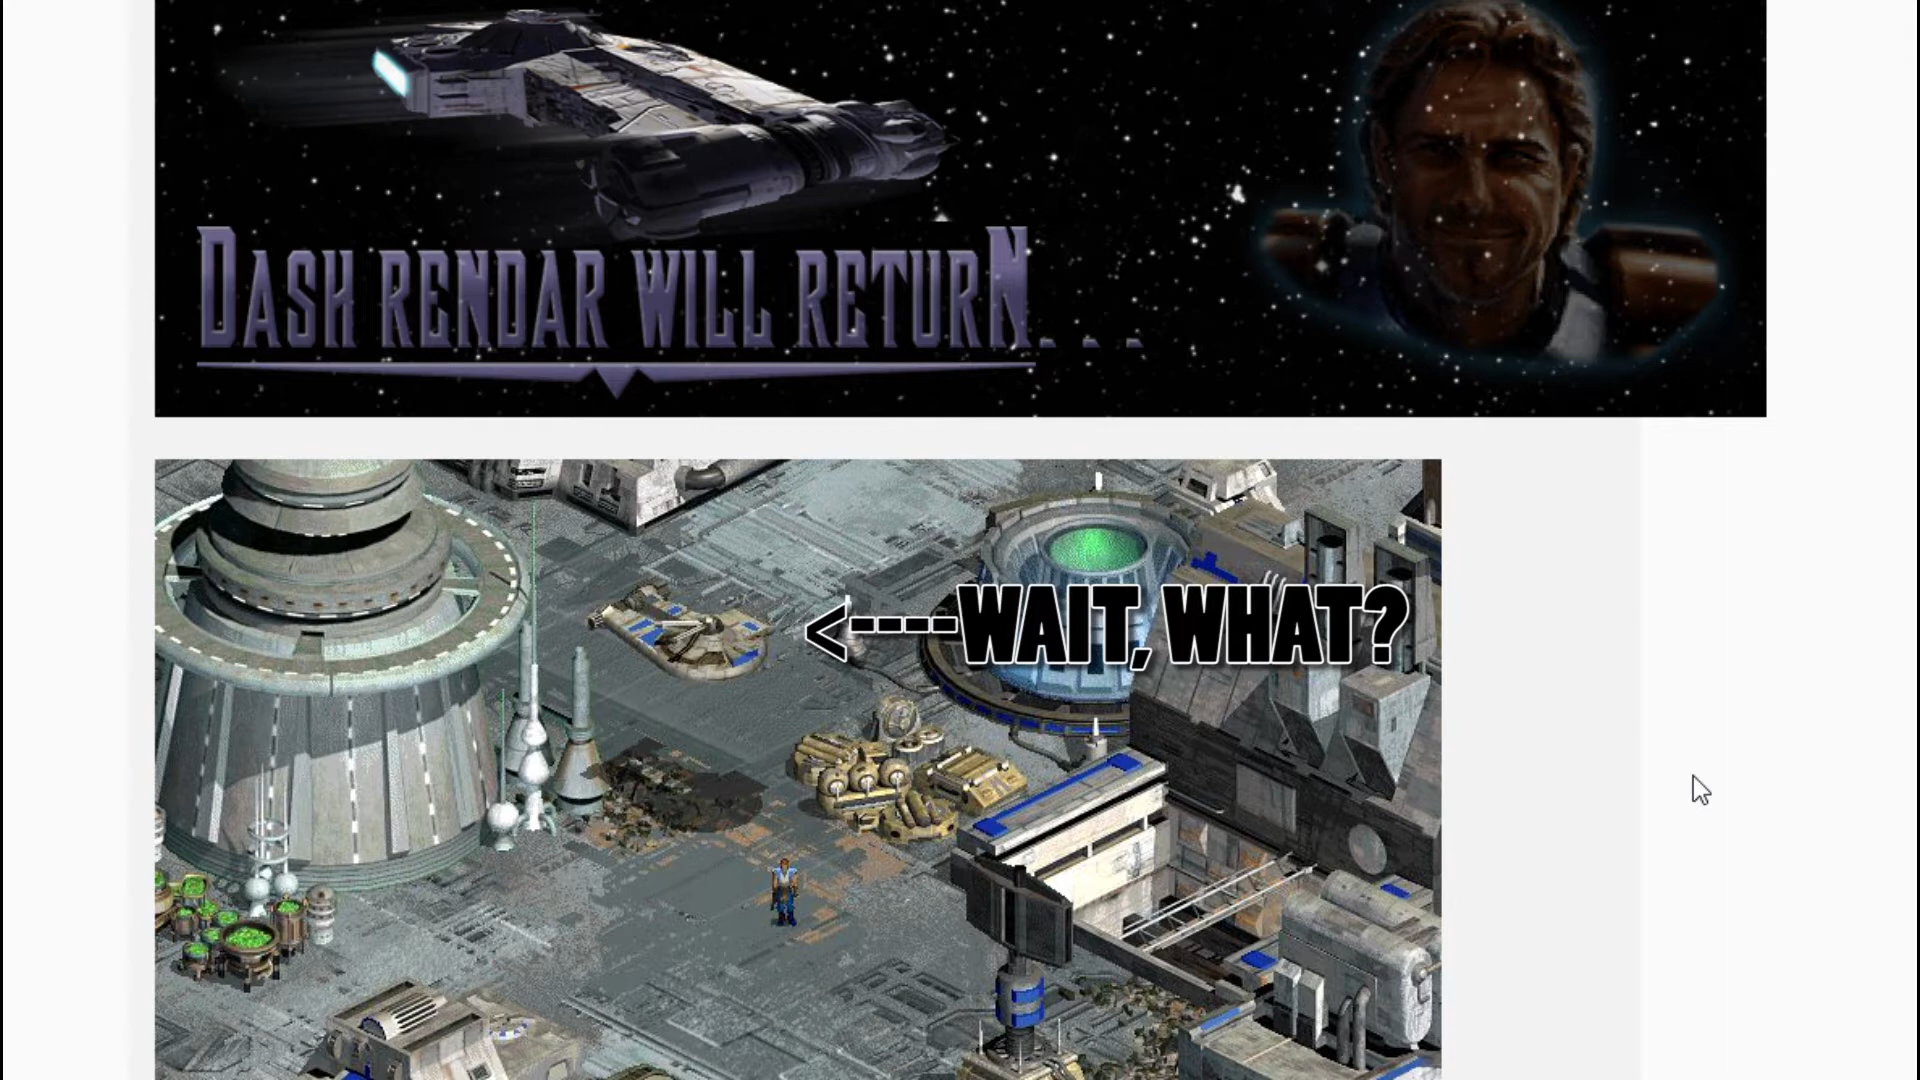 DASH RENDAR WILL RETURN...
<----WAIT, WHAT?